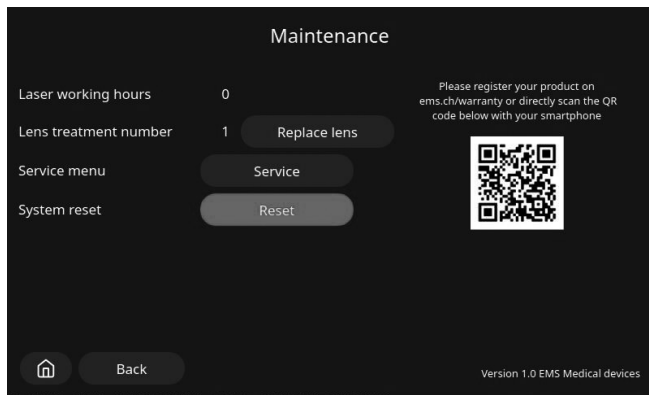 Maintenance
Laser working hours 0
Lens treatment number 1 Replace lens
Service menu Service
System reset Reset
Please register your product on
ems.ch/warranty or directly scan the QR
code below with your smartphone
Back
Version 1.0 EMS Medical devices